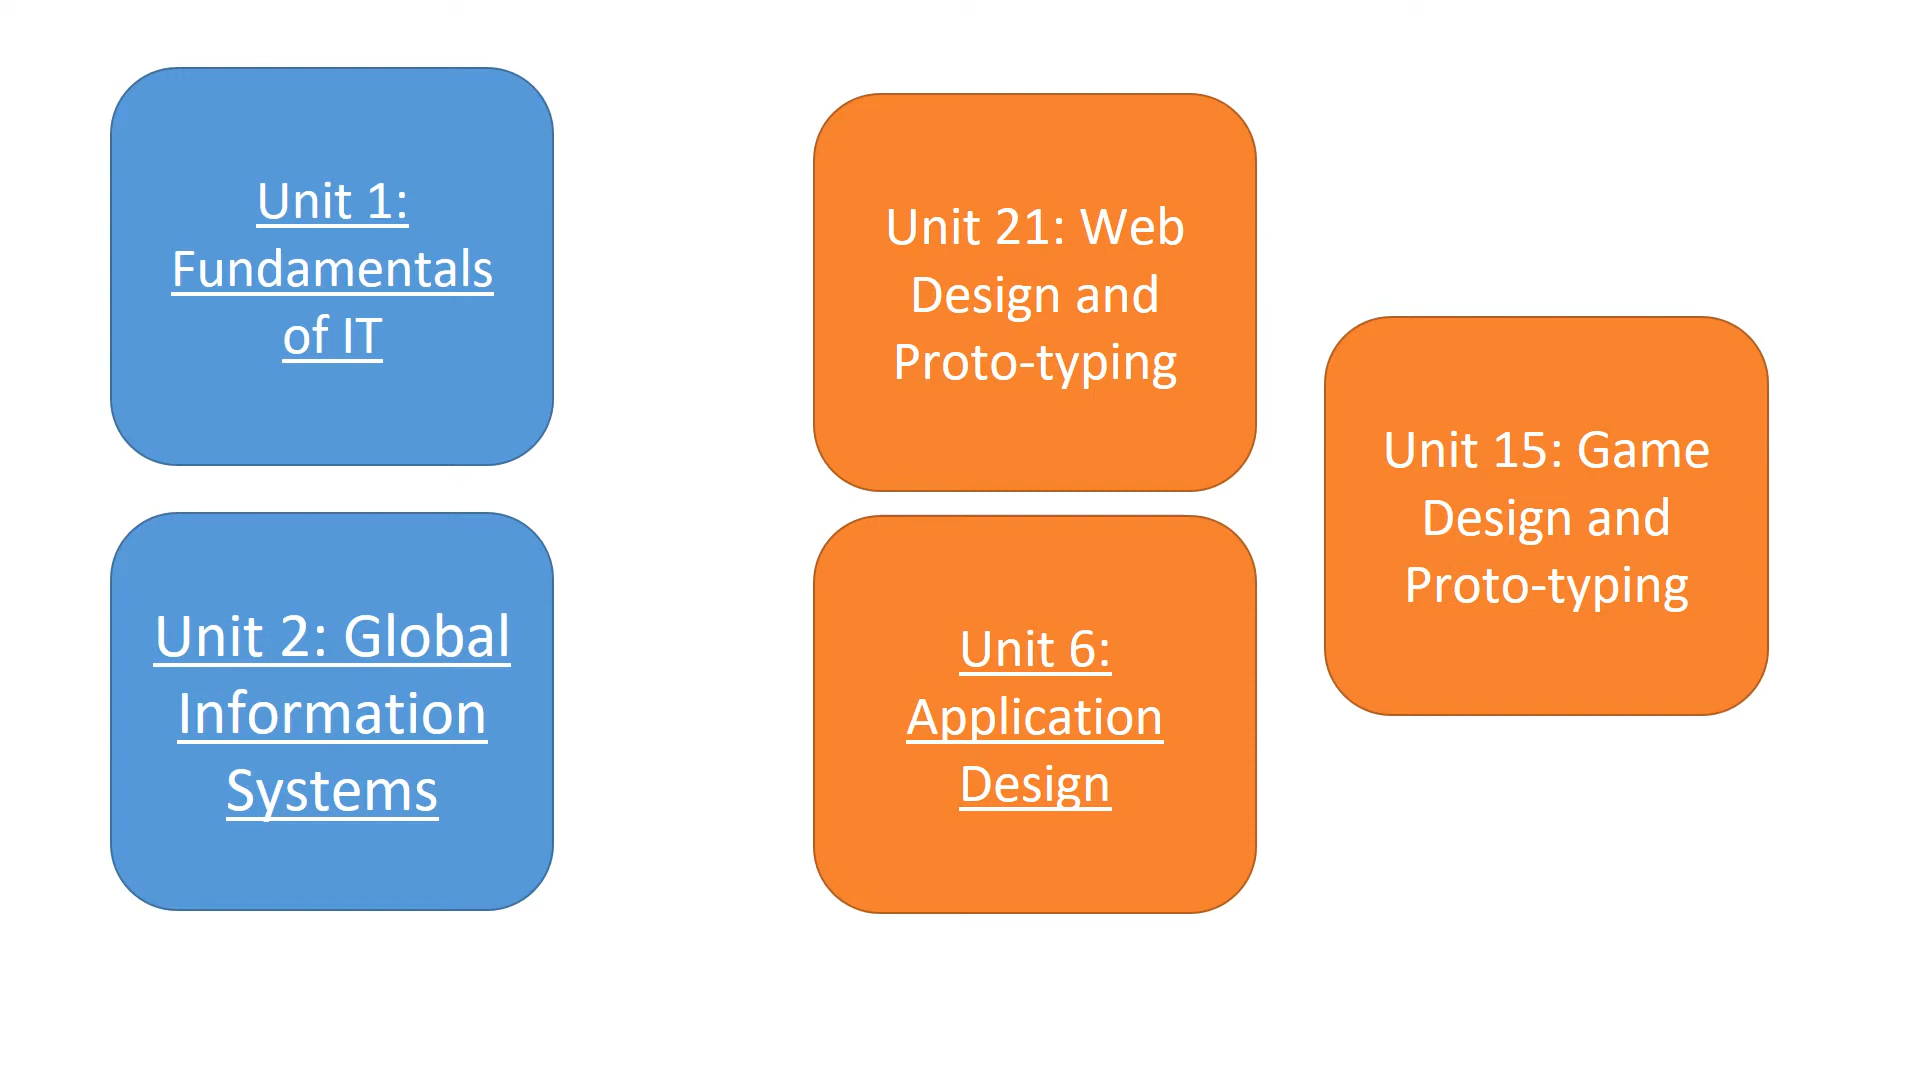 Unit 1:
Fundamentals
of IT
Unit 2: Global
Information
Systems
Unit 21: Web
Design and
Proto-typing
Unit 6:
Application
Design
Unit 15: Game
Design and
Proto-typing